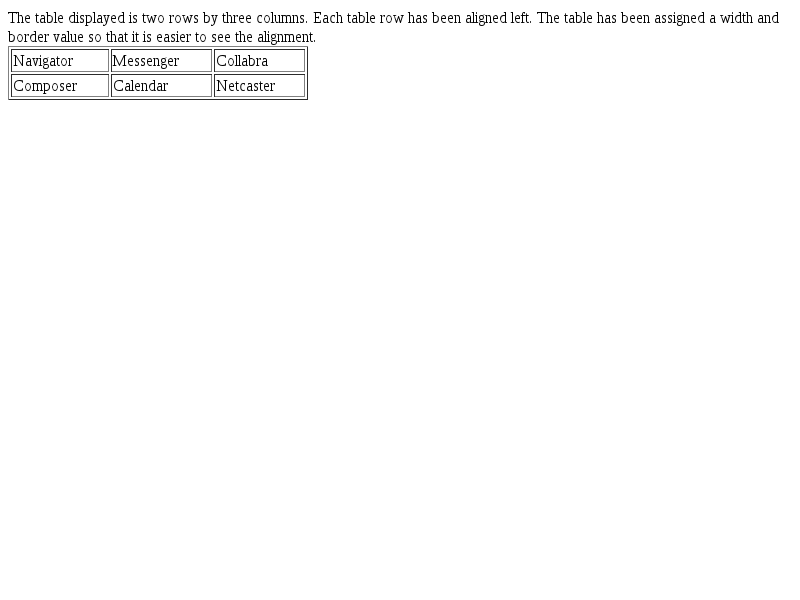 The table displayed is two rows by three columns. Each table row has been aligned left. The table has been assigned a width and
border value so that it is easier to see the alignment.
Navigator Messenger Collabra
Composer Calendar Netcaster